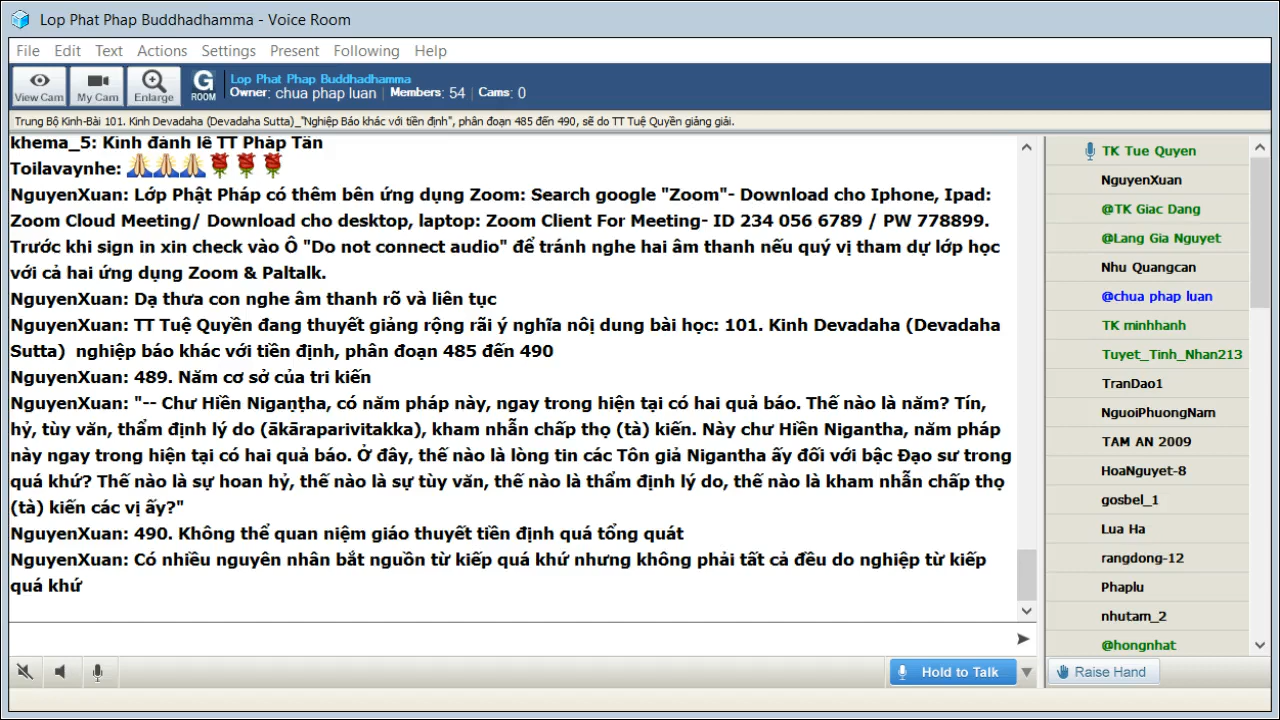 Lop Phat Phap Buddhadhamma - Voice Room
File Edit Text Actions Settings Present Following Help
View Cam
My Cam
Enlarge
G
ROOM
Lop Phat Phap Buddhadhamma
Owner: chua phap luan | Members: 54 | Cams: 0
Trung Bộ Kinh-Bài 101. Kinh Devadaha (Devadaha Sutta)_"Nghiệp Báo khác với tiền định", phân đoạn 485 đến 490, sẽ do TT Tuệ Quyền giảng giải.
khema_5: Kinh đảnh lễ TT Pháp Tân
Toilavaynhe: 🙏🙏🙏🌹🌹🌹
NguyenXuan: Lớp Phật Pháp có thêm bên ứng dụng Zoom: Search google "Zoom"- Download cho Iphone, Ipad:
Zoom Cloud Meeting/ Download cho desktop, laptop: Zoom Client For Meeting- ID 234 056 6789 / PW 778899.
Trước khi sign in xin check vào Ô "Do not connect audio" để tránh nghe hai âm thanh nếu quý vị tham dự lớp học
với cả hai ứng dụng Zoom & Paltalk.
NguyenXuan: Dạ thưa con nghe âm thanh rõ và liên tục
NguyenXuan: TT Tuệ Quyền đang thuyết giảng rộng rãi ý nghĩa nôị dung bài học: 101. Kinh Devadaha (Devadaha
Sutta) nghiệp báo khác với tiền định, phân đoạn 485 đến 490
NguyenXuan: 489. Năm cơ sở của tri kiến
NguyenXuan: "-- Chư Hiền Nigaṇṭha, có năm pháp này, ngay trong hiện tại có hai quả báo. Thế nào là năm? Tín,
hỷ, tùy văn, thẩm định lý do (ākāraparivitakka), kham nhẫn chấp thọ (tà) kiến. Này chư Hiền Nigantha, năm pháp
này ngay trong hiện tại có hai quả báo. Ở đây, thế nào là lòng tin các Tôn giả Nigantha ấy đối với bậc Đạo sư trong
quá khứ? Thế nào là sự hoan hỷ, thế nào là sự tùy văn, thế nào là thẩm định lý do, thế nào là kham nhẫn chấp thọ
(tà) kiến các vị ấy?"
NguyenXuan: 490. Không thể quan niệm giáo thuyết tiền định quá tổng quát
NguyenXuan: Có nhiều nguyên nhân bắt nguồn từ kiếp quá khứ nhưng không phải tất cả đều do nghiệp từ kiếp
quá khứ
TK Tue Quyen
NguyenXuan
@TK Giac Dang
@Lang Gia Nguyet
Nhu Quangcan
@chua phap luan
TK minhhanh
Tuyet_Tinh_Nhan213
TranDao1
NguoiPhuongNam
TAM AN 2009
HoaNguyet-8
gosbel_1
Lua Ha
rangdong-12
Phaplu
nhutam_2
@hongnhat
Hold to Talk
Raise Hand